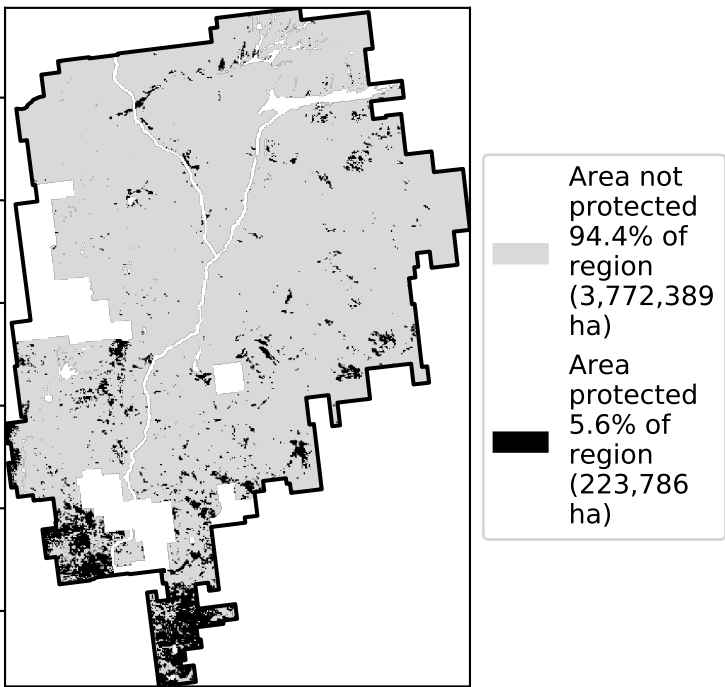 Area not
protected
94.4% of
region
(3,772,389
ha)
Area
protected
5.6% of
region
(223,786
ha)